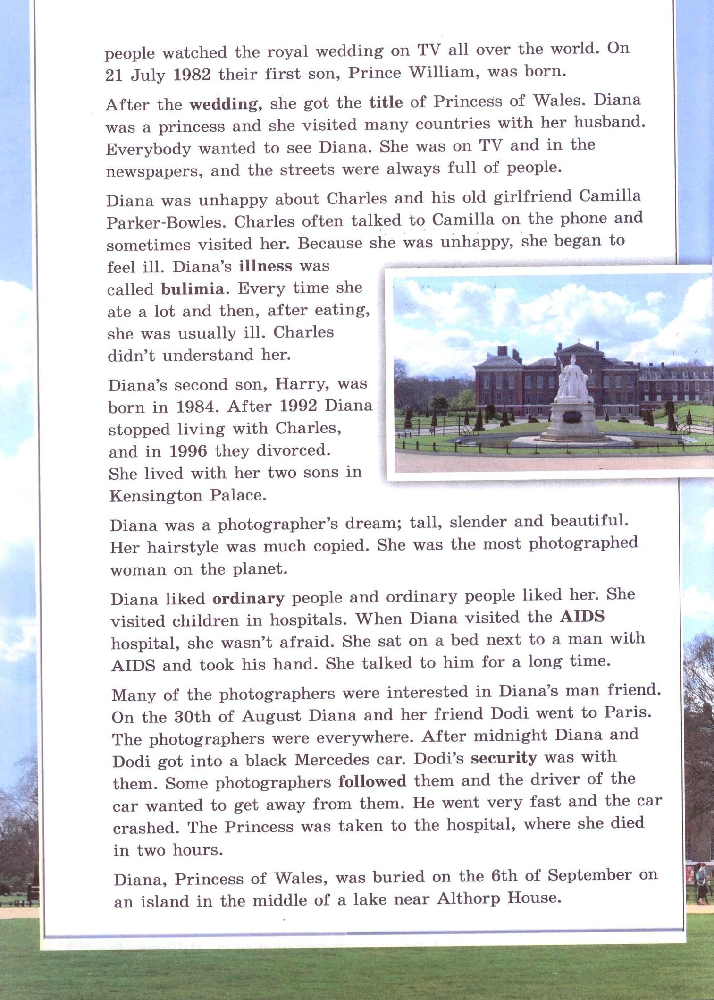 people watched the royal wedding on TV all over the world. On
21 July 1982 their first son, Prince William, was born.
After the wedding, she got the title of Princess of Wales. Diana
was a princess and she visited many countries with her husband.
Everybody wanted to see Diana. She was on TV and in the
newspapers, and the streets were always full of people.
Diana was unhappy about Charles and his old girlfriend Camilla
Parker-Bowles. Charles often talked to Camilla on the phone and
sometimes visited her. Because she was unhappy, she began to
feel ill. Diana’s illness was
called bulimia. Every time she
ate a lot and then, after eating,
she was usually ill. Charles
didn’t understand her.
Diana’s second son, Harry, was
born in 1984. After 1992 Diana
stopped living with Charles,
and in 1996 they divorced.
She lived with her two sons in
Kensington Palace.
Diana was a photographer’s dream; tall, slender and beautiful.
Her hairstyle was much copied. She was the most photographed
woman on the planet.
Diana liked ordinary people and ordinary people liked her. She
visited children in hospitals. When Diana visited the AIDS
hospital, she wasn’t afraid. She sat on a bed next to a man with
AIDS and took his hand. She talked to him for a long time.
Many of the photographers were interested in Diana’s man friend.
On the 30th of August Diana and her friend Dodi went to Paris.
The photographers were everywhere. After midnight Diana and
Dodi got into a black Mercedes car. Dodi’s security was with
them. Some photographers followed them and the driver of the
car wanted to get away from them. He went very fast and the car
crashed. The Princess was taken to the hospital, where she died
in two hours.
Diana, Princess of Wales, was buried on the 6th of September on
an island in the middle of a lake near Althorp House.